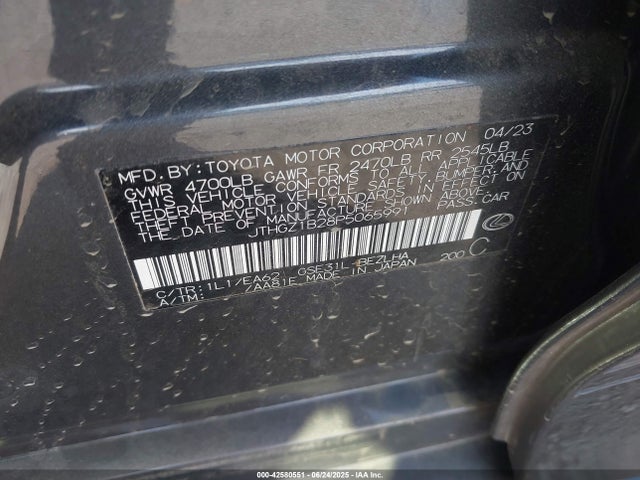 MFD. BY: TOYOTA MOTOR CORPORATION 04/23
GVWR 4700LB GAWR FR 2470LB RR 2645LB
THIS VEHICLE CONFORMS TO ALL APPLICABLE
FEDERAL MOTOR VEHICLE SAFETY, BUMPER, AND
THEFT PREVENTION STANDARDS IN EFFECT ON
THE DATE OF MANUFACTURE SHOWN ABOVE.
JTHGZ1B28P5065991 PASS. CAR
C/TR: 1L1/EA62 GSE31L-BEZLHA 200 C
A/TM: /AA81E MADE IN JAPAN
00-42580551 - 06/24/2025 - IAA Inc.